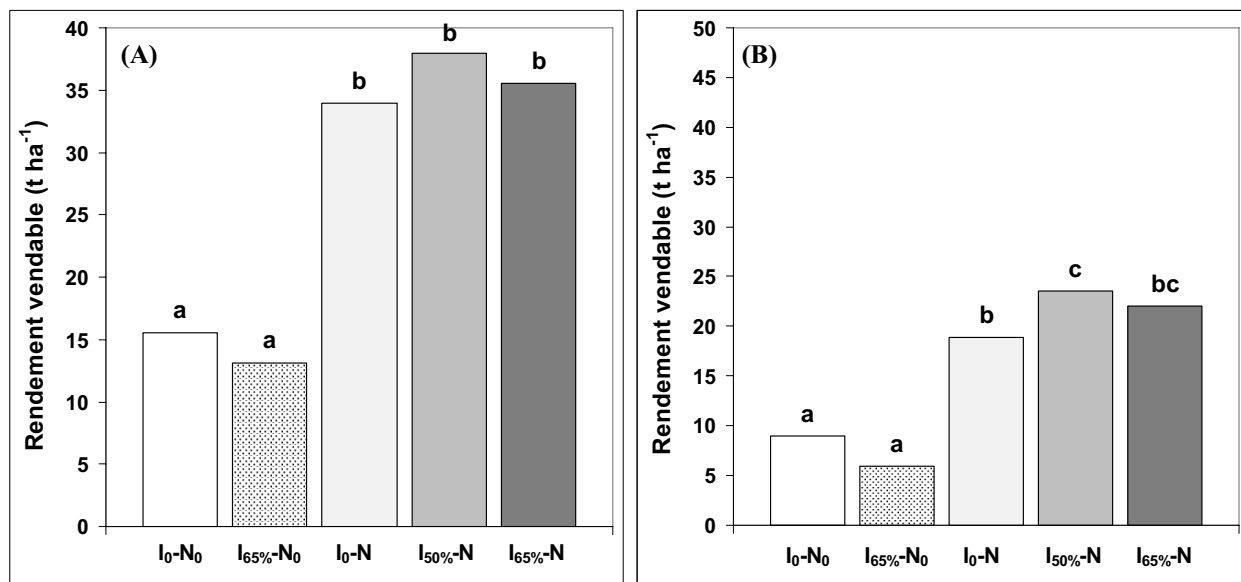 (A)
Rendement vendable (t ha⁻¹)
40
35
30
25
20
15
10
5
0
a
a
b
b
b
I₀-N₀
I₆₅%-N₀
I₀-N
I₅₀%-N
I₆₅%-N
(B)
Rendement vendable (t ha⁻¹)
50
45
40
35
30
25
20
15
10
5
0
a
a
b
c
bc
I₀-N₀
I₆₅%-N₀
I₀-N
I₅₀%-N
I₆₅%-N